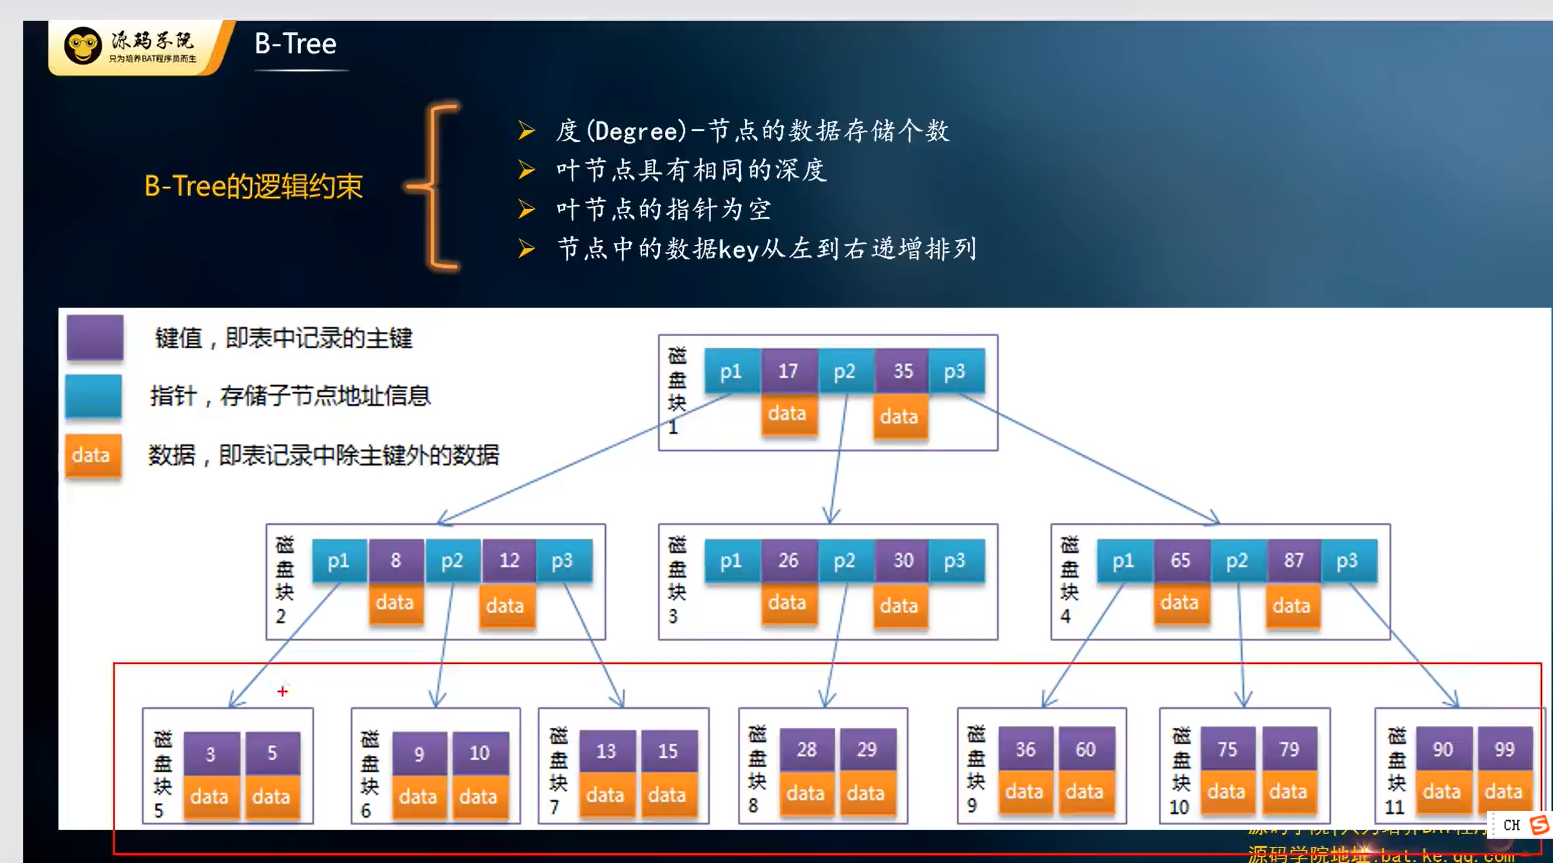 源码学院
只为培养BAT程序员而生
B-Tree
B-Tree的逻辑约束
度(Degree)-节点的数据存储个数
叶节点具有相同的深度
叶节点的指针为空
节点中的数据key从左到右递增排列
键值，即表中记录的主键
指针，存储子节点地址信息
data 数据，即表记录中除主键外的数据
磁盘块1
p1 17 p2 35 p3
data data
磁盘块2
p1 8 p2 12 p3
data data
磁盘块3
p1 26 p2 30 p3
data data
磁盘块4
p1 65 p2 87 p3
data data
磁盘块5
3 5
data data
磁盘块6
9 10
data data
磁盘块7
13 15
data data
磁盘块8
28 29
data data
磁盘块9
36 60
data data
磁盘块10
75 79
data data
磁盘块11
90 99
data data
CH S
源码学院地址:bat.ke.qq.com